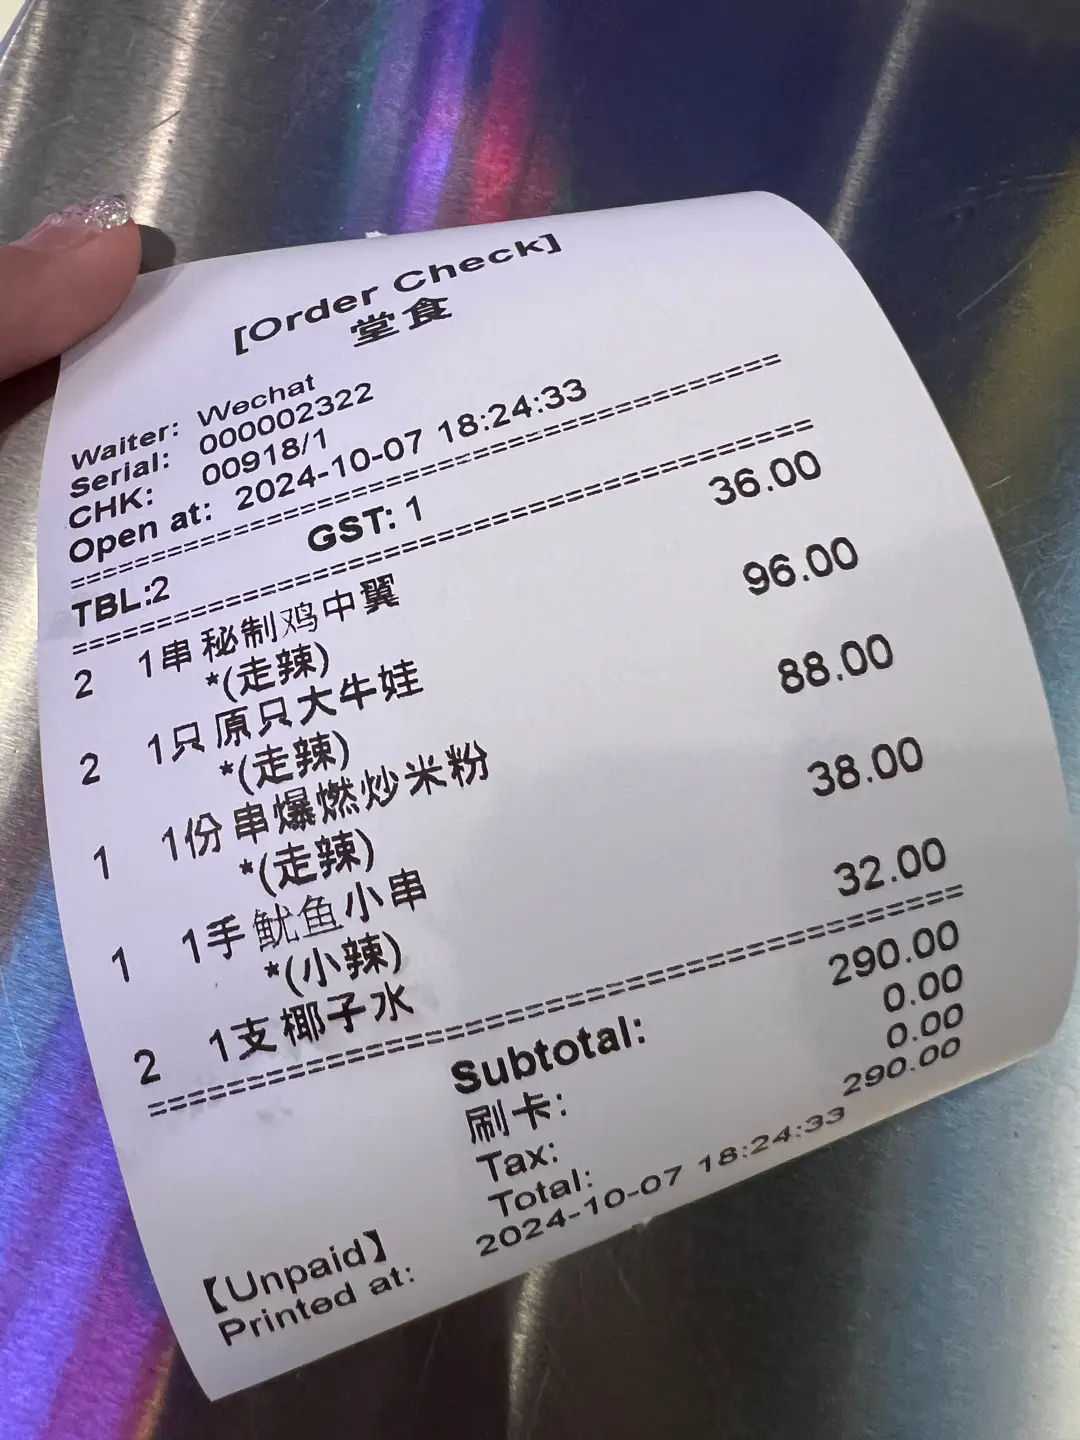 [Order Check]
堂食
Waiter: Wechat
Serial: 000002322
CHK: 00918/1
Open at: 2024-10-07 18:24:33
================================
TBL:2 GST: 1
================================
2 1串秘制鸡中翼 36.00
*(走辣)
2 1只原只大牛娃 96.00
*(走辣)
1 1份串爆燃炒米粉 88.00
*(走辣)
1 1手鱿鱼小串 38.00
*(小辣)
2 1支椰子水 32.00
================================
Subtotal: 290.00
刷卡: 0.00
Tax: 0.00
Total: 290.00
【Unpaid】
Printed at: 2024-10-07 18:24:33